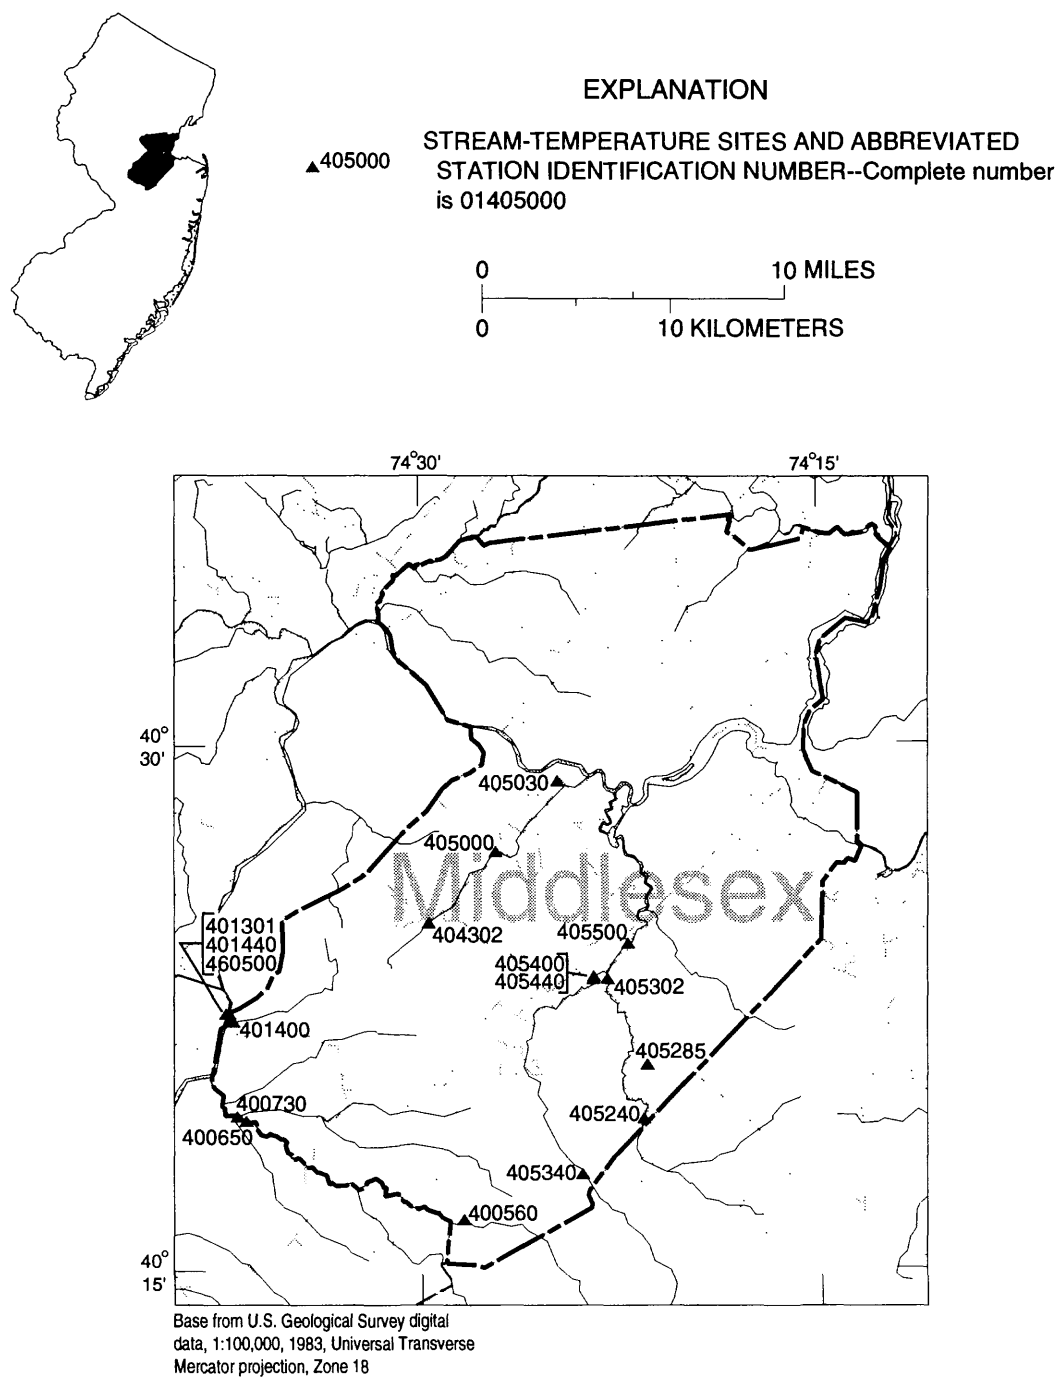 EXPLANATION
405000
STREAM-TEMPERATURE SITES AND ABBREVIATED
STATION IDENTIFICATION NUMBER--Complete number
is 01405000
0 10 MILES
0 10 KILOMETERS
74°30' 74°15'
40°
30'
405030
405000
Middlesex
404302
401301
401440
460500
405500
405400
405440
405302
401400
405285
400730
405240
400650
405340
400560
40°
15'
Base from U.S. Geological Survey digital
data, 1:100,000, 1983, Universal Transverse
Mercator projection, Zone 18